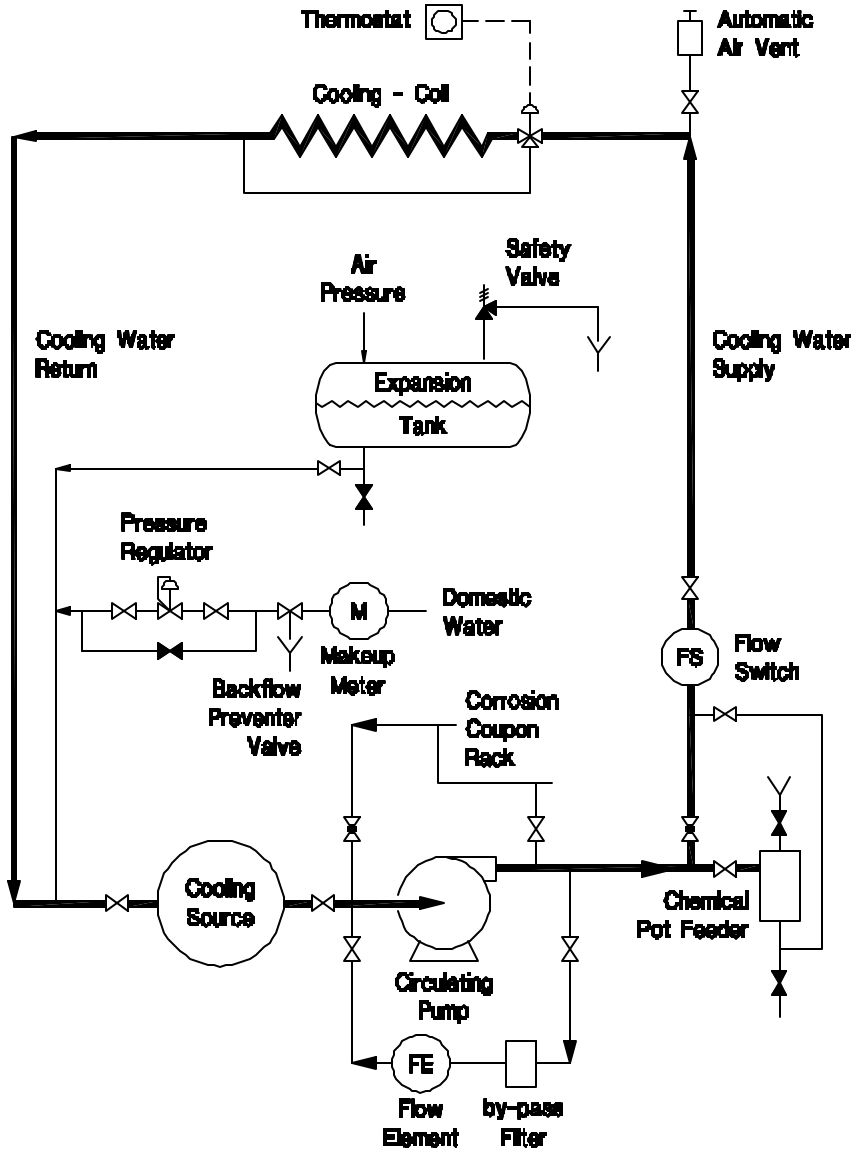 Thermostat
Automatic
Air Vent
Cooling - Coil
Safety
Valve
Air
Pressure
Cooling Water
Return
Cooling Water
Supply
Expansion
Tank
Pressure
Regulator
M
Domestic
Water
Makeup
Meter
FS
Flow
Switch
Backflow
Preventer
Valve
Corrosion
Coupon
Rack
Cooling
Source
Chemical
Pot Feeder
Circulating
Pump
FE
Flow
Element
by-pass
Filter